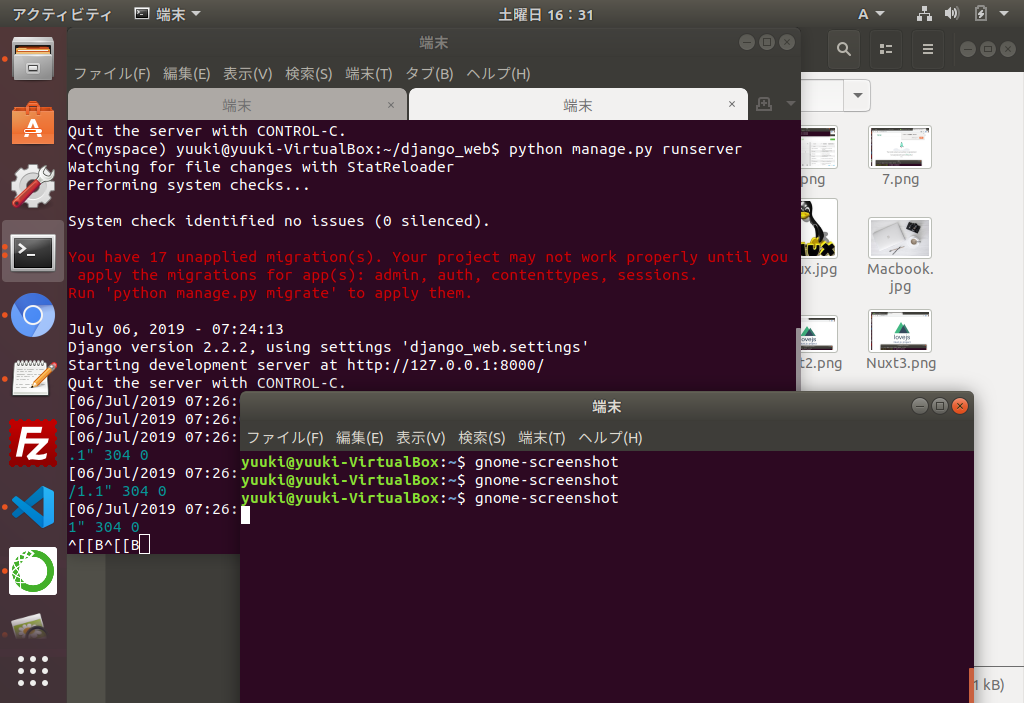 アクティビティ 端末 土曜日 16：31 A
端末
ファイル(F) 編集(E) 表示(V) 検索(S) 端末(T) タブ(B) ヘルプ(H)
端末 × 端末 ×
Quit the server with CONTROL-C.
^C(myspace) yuuki@yuuki-VirtualBox:~/django_web$ python manage.py runserver
Watching for file changes with StatReloader
Performing system checks...
System check identified no issues (0 silenced).
You have 17 unapplied migration(s). Your project may not work properly until you
apply the migrations for app(s): admin, auth, contenttypes, sessions.
Run 'python manage.py migrate' to apply them.
July 06, 2019 - 07:24:13
Django version 2.2.2, using settings 'django_web.settings'
Starting development server at http://127.0.0.1:8000/
Quit the server with CONTROL-C.
[06/Jul/2019 07:26:
[06/Jul/2019 07:26:
[06/Jul/2019 07:26:
.1" 304 0
[06/Jul/2019 07:26:
/1.1" 304 0
[06/Jul/2019 07:26:
1" 304 0
^[[B^[[B
端末
ファイル(F) 編集(E) 表示(V) 検索(S) 端末(T) ヘルプ(H)
yuuki@yuuki-VirtualBox:~$ gnome-screenshot
yuuki@yuuki-VirtualBox:~$ gnome-screenshot
yuuki@yuuki-VirtualBox:~$ gnome-screenshot
png 7.png
ux.jpg Macbook.
jpg
t2.png Nuxt3.png
1 kB)
A
Fz